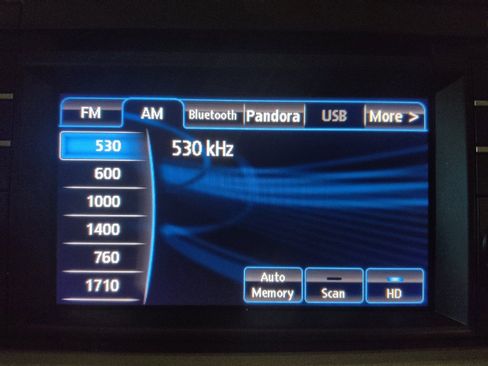 FM AM Bluetooth Pandora USB More >
530
530 kHz
600
1000
1400
760
1710
Auto Memory
Scan
HD